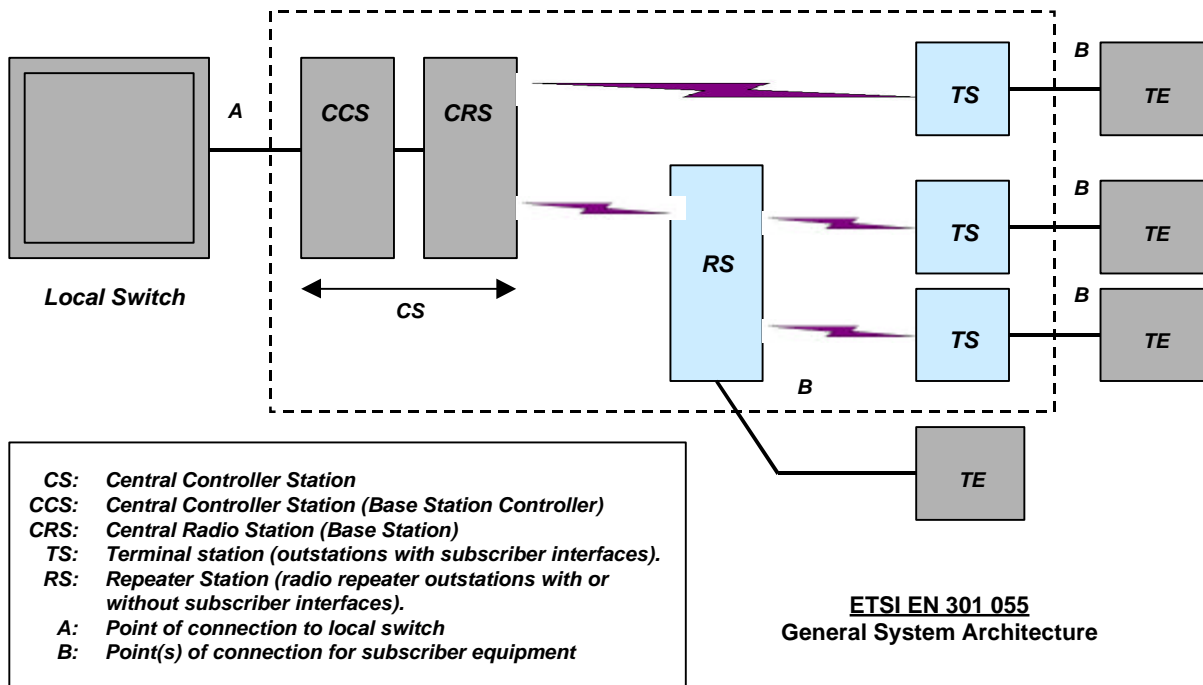 B
A
CCS
CRS
TS
TE
B
RS
TS
TE
Local Switch
CS
B
TS
TE
B
TE
CS: Central Controller Station
CCS: Central Controller Station (Base Station Controller)
CRS: Central Radio Station (Base Station)
TS: Terminal station (outstations with subscriber interfaces).
RS: Repeater Station (radio repeater outstations with or
without subscriber interfaces).
A: Point of connection to local switch
B: Point(s) of connection for subscriber equipment
ETSI EN 301 055
General System Architecture